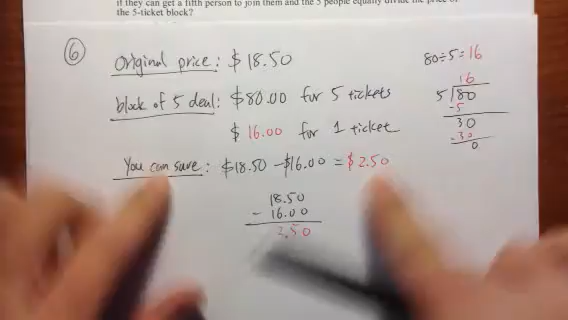 if they can get a fifth person to join them and the 5 people equally divide the price of
the 5-ticket block?
6
Original price: $18.50
block of 5 deal: $80.00 for 5 tickets
$16.00 for 1 ticket
You can save: $18.50 - $16.00 = $2.50
18.50
- 16.00
2.50
80÷5=16
16
5 80
-5
30
-30
0